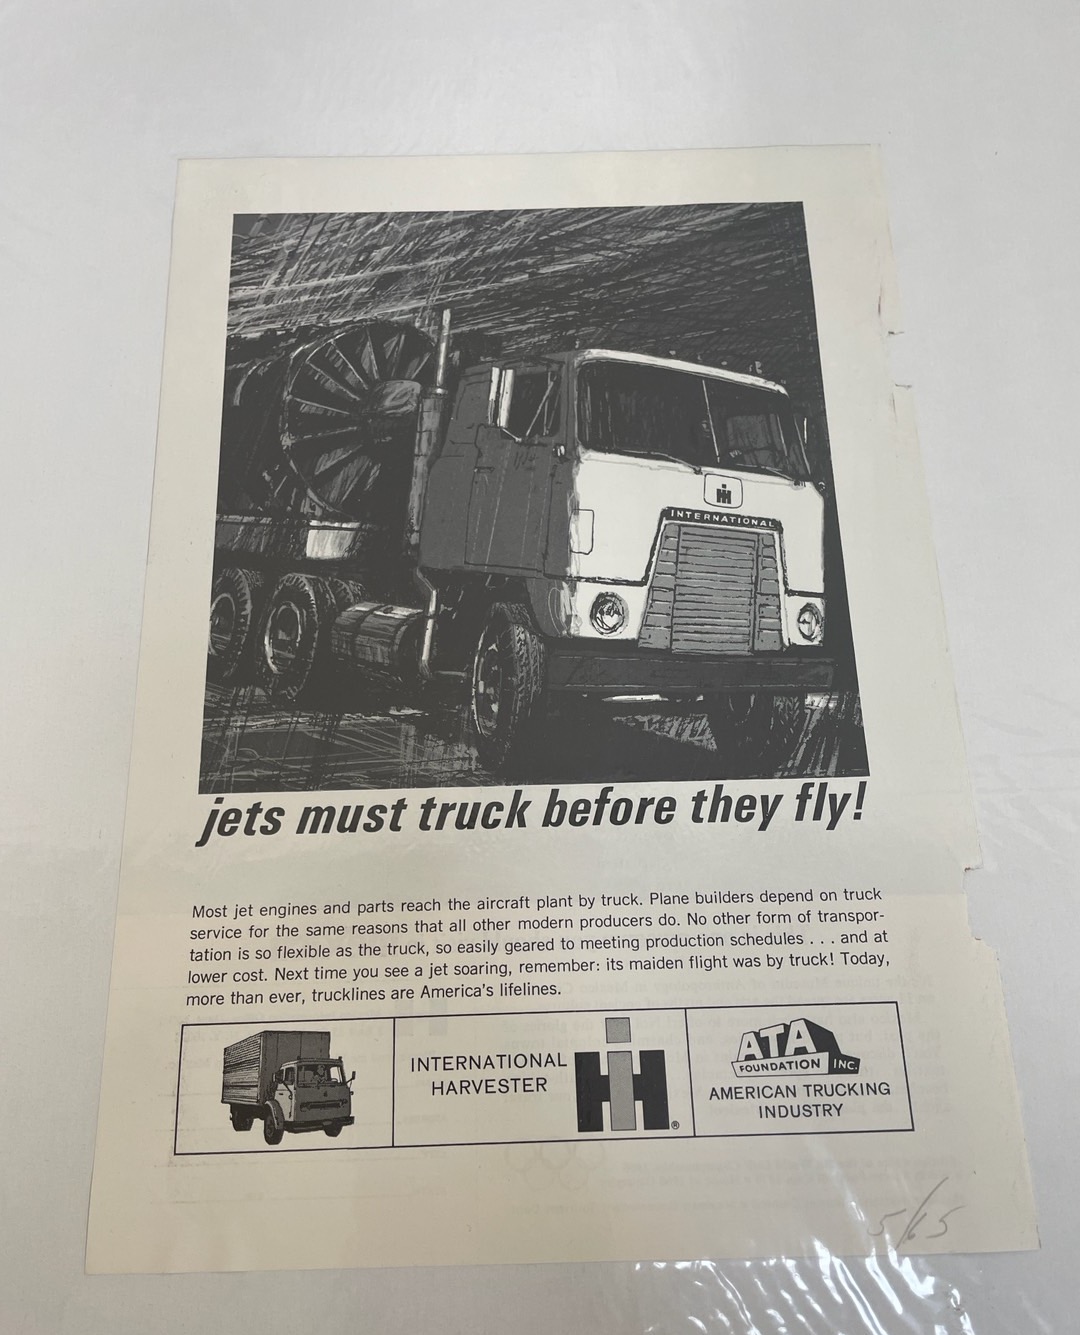 INTERNATIONAL
jets must truck before they fly!
Most jet engines and parts reach the aircraft plant by truck. Plane builders depend on truck
service for the same reasons that all other modern producers do. No other form of transpor-
tation is so flexible as the truck, so easily geared to meeting production schedules . . . and at
lower cost. Next time you see a jet soaring, remember: its maiden flight was by truck! Today,
more than ever, trucklines are America's lifelines.
INTERNATIONAL
HARVESTER
IH®
ATA
FOUNDATION INC.
AMERICAN TRUCKING
INDUSTRY
5/65